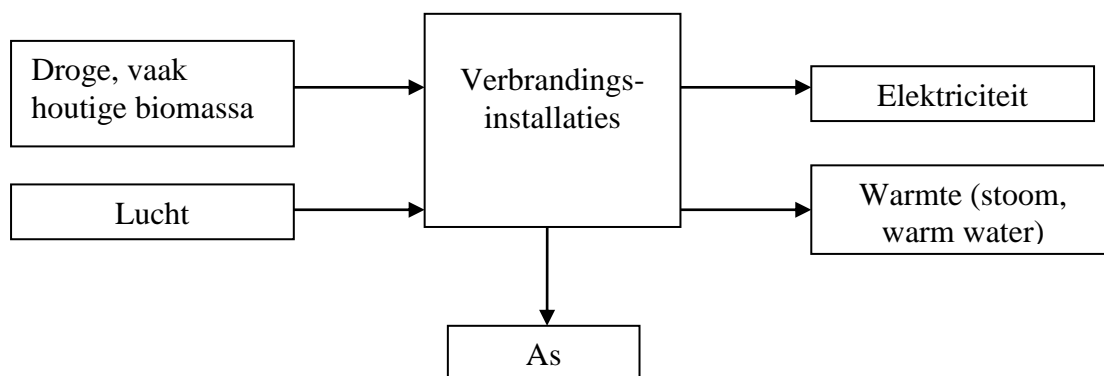 Droge, vaak
houtige biomassa
Lucht
Verbrandings-
installaties
Elektriciteit
Warmte (stoom,
warm water)
As